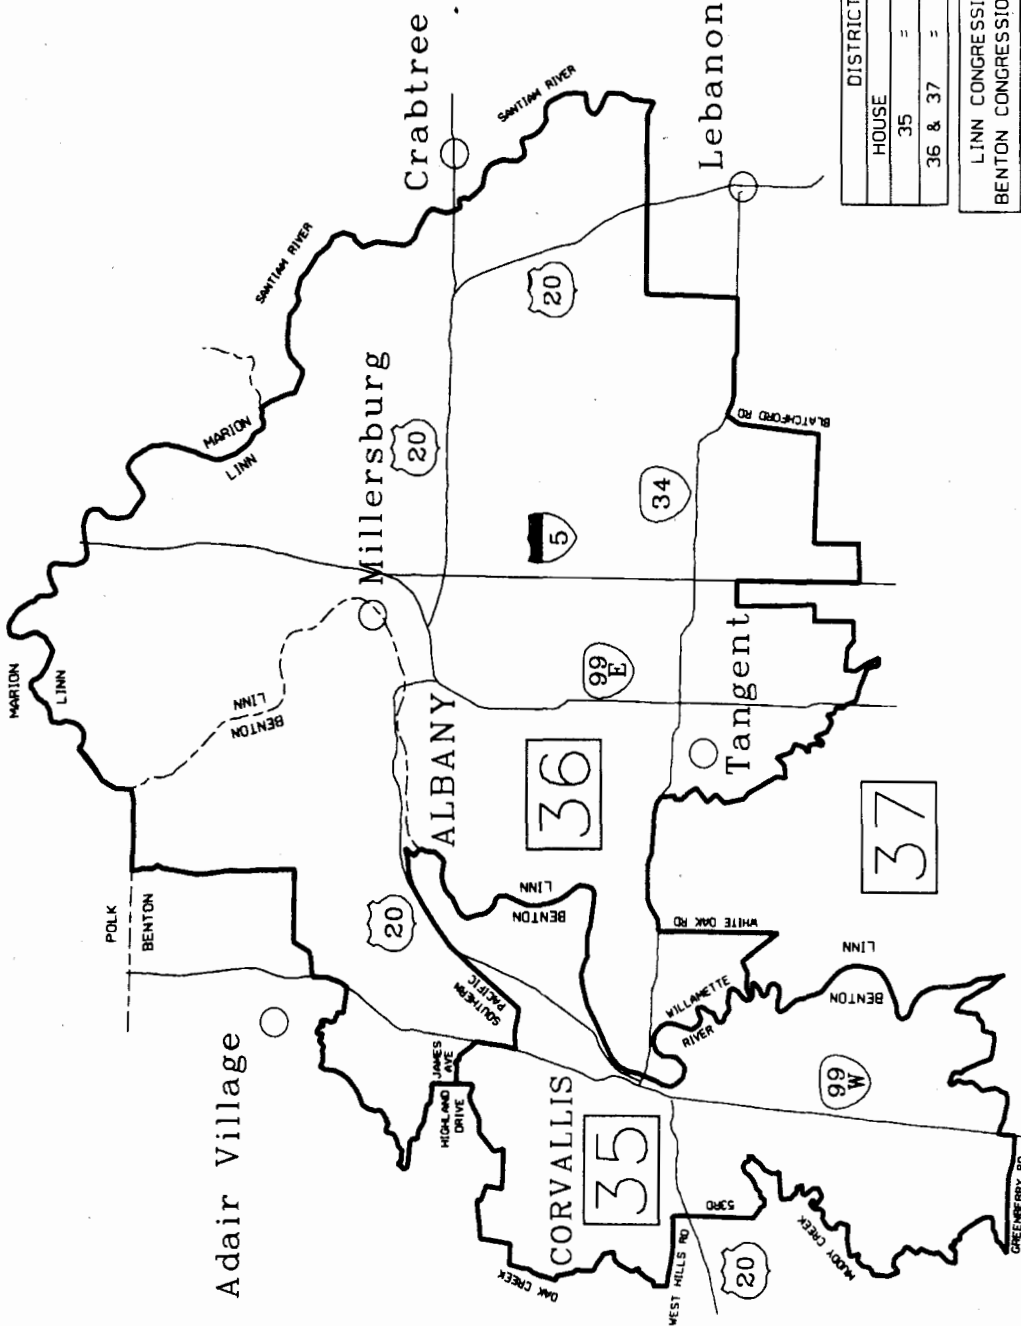 Crabtree
Lebanon
SANTIAM RIVER
SANTIAM RIVER
Millersburg
20
20
MARION
LINN
MARION
LINN
LINN
BENTON
5
34
BLATCHFORD RD
99
E
Tangent
ALBANY
36
37
POLK
BENTON
20
LINN
BENTON
WHITE OAK RD
LINN
BENTON
SOUTHERN
PACIFIC
WILLAMETTE
RIVER
Adair Village
JAMES
AVE
HIGHLAND
DRIVE
CORVALLIS
35
99
W
OAK CREEK
WEST HILLS RD
53RD
20
MUDDY CREEK
GREENBERRY RD
DISTRICT
HOUSE
35 =
36 & 37 =
LINN CONGRESSI
BENTON CONGRESSIO